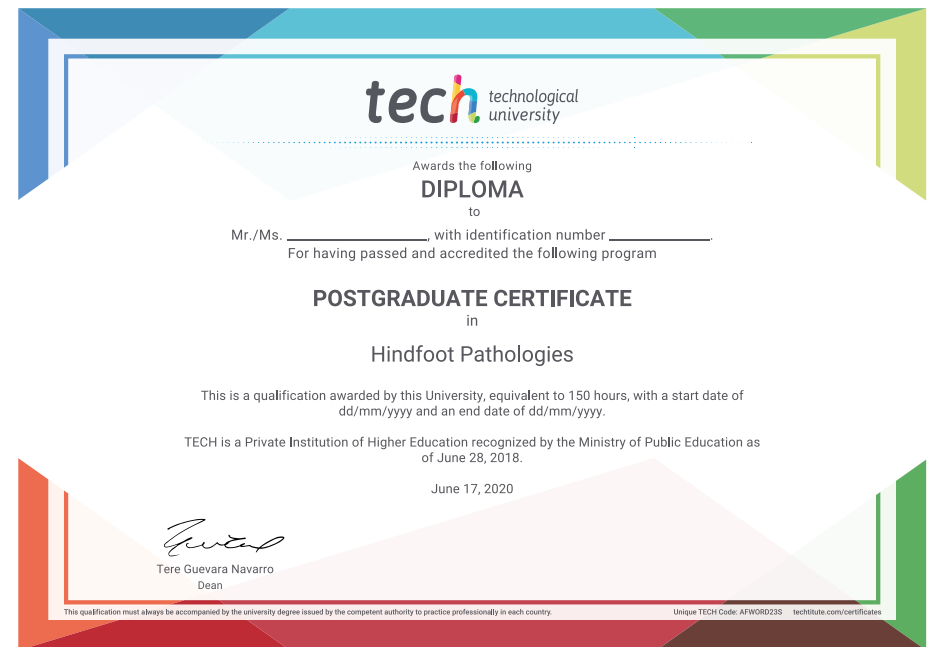 tech technological
university
Awards the following
DIPLOMA
to
Mr./Ms. ____________________, with identification number ______________.
For having passed and accredited the following program
POSTGRADUATE CERTIFICATE
in
Hindfoot Pathologies
This is a qualification awarded by this University, equivalent to 150 hours, with a start date of
dd/mm/yyyy and an end date of dd/mm/yyyy.
TECH is a Private Institution of Higher Education recognized by the Ministry of Public Education as
of June 28, 2018.
June 17, 2020
Tere Guevara Navarro
Dean
This qualification must always be accompanied by the university degree issued by the competent authority to practice professionally in each country.
Unique TECH Code: AFWORD23S techtitute.com/certificates